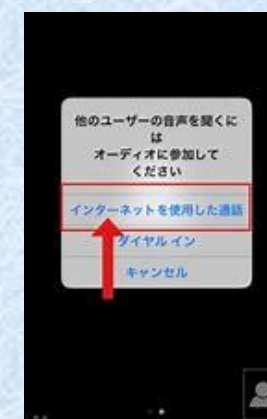 他のユーザーの音声を聞くに
は
オーディオに参加して
ください
インターネットを使用した通話
ダイヤル イン
キャンセル